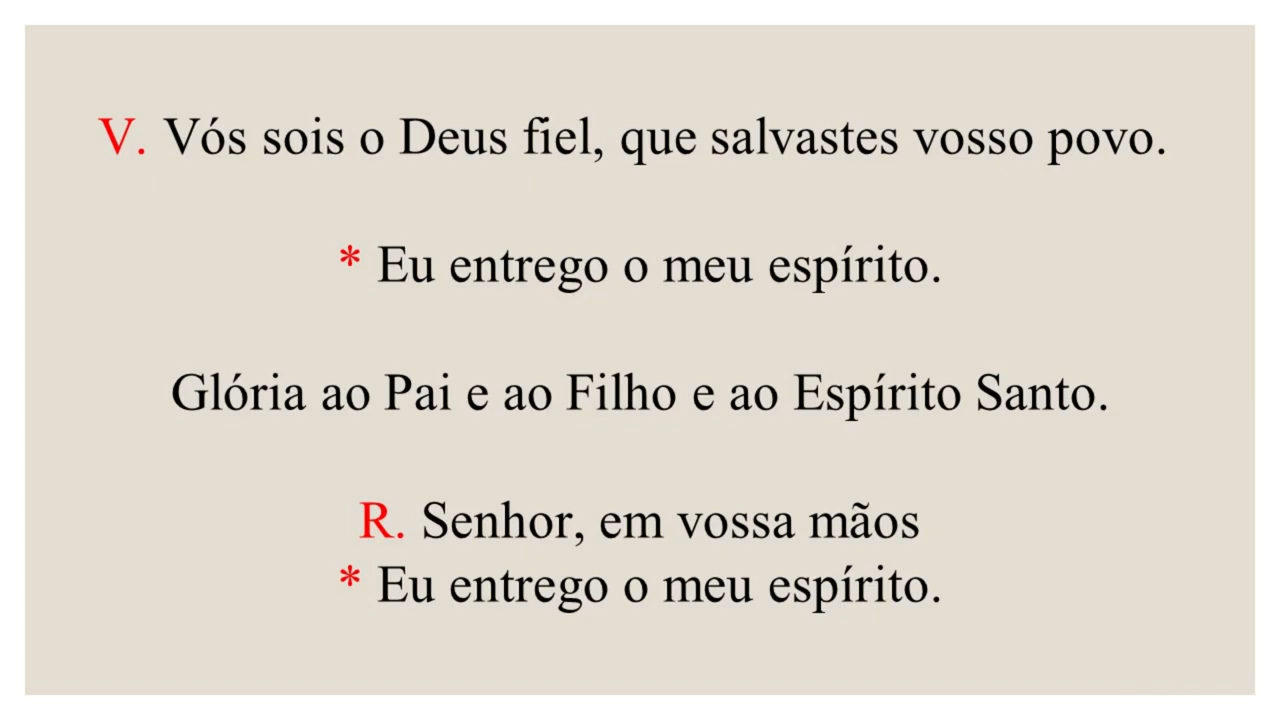 V. Vós sois o Deus fiel, que salvastes vosso povo.
* Eu entrego o meu espírito.
Glória ao Pai e ao Filho e ao Espírito Santo.
R. Senhor, em vossa mãos
* Eu entrego o meu espírito.